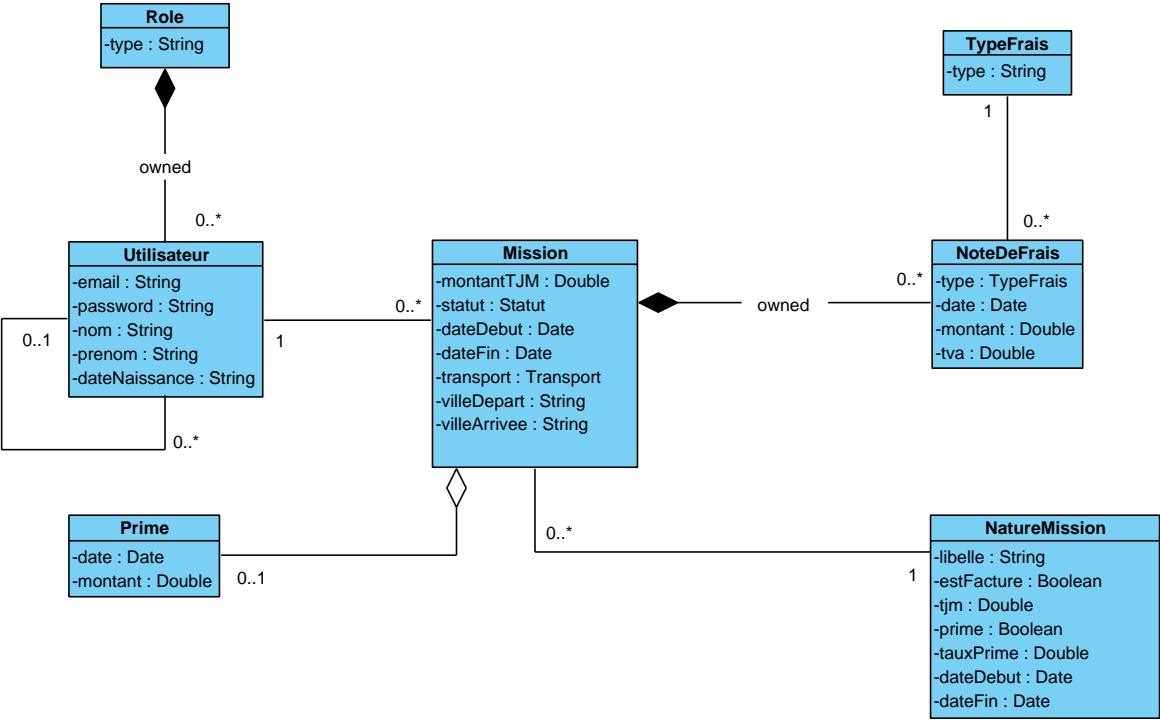 Role
-type : String
owned
0..*
TypeFrais
-type : String
1
0..*
Utilisateur
-email : String
-password : String
-nom : String
-prenom : String
-dateNaissance : String
0..1
0..*
1
0..*
Mission
-montantTJM : Double
-statut : Statut
-dateDebut : Date
-dateFin : Date
-transport : Transport
-villeDepart : String
-villeArrivee : String
owned
0..*
NoteDeFrais
-type : TypeFrais
-date : Date
-montant : Double
-tva : Double
Prime
-date : Date
-montant : Double
0..1
0..*
1
NatureMission
-libelle : String
-estFacture : Boolean
-tjm : Double
-prime : Boolean
-tauxPrime : Double
-dateDebut : Date
-dateFin : Date